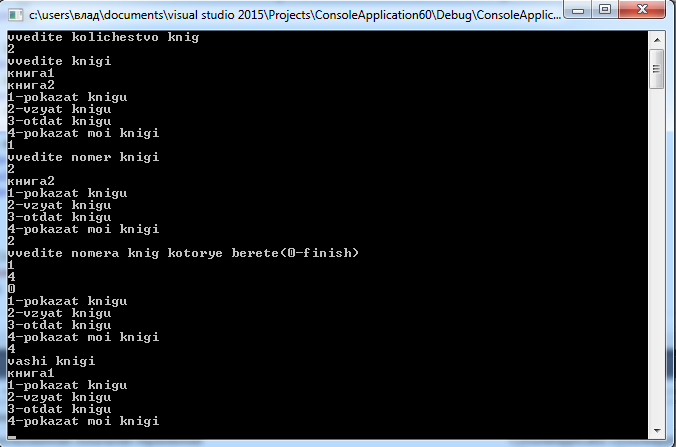 c:\users\влад\documents\visual studio 2015\Projects\ConsoleApplication60\Debug\ConsoleApplic...
vvedite kolichestvo knig
2
vvedite knigi
книга1
книга2
1-pokazat knigu
2-vzyat knigu
3-otdat knigu
4-pokazat moi knigi
1
vvedite nomer knigi
2
книга2
1-pokazat knigu
2-vzyat knigu
3-otdat knigu
4-pokazat moi knigi
2
vvedite nomera knig kotorye berete(0-finish)
1
4
0
1-pokazat knigu
2-vzyat knigu
3-otdat knigu
4-pokazat moi knigi
4
vashi knigi
книга1
1-pokazat knigu
2-vzyat knigu
3-otdat knigu
4-pokazat moi knigi